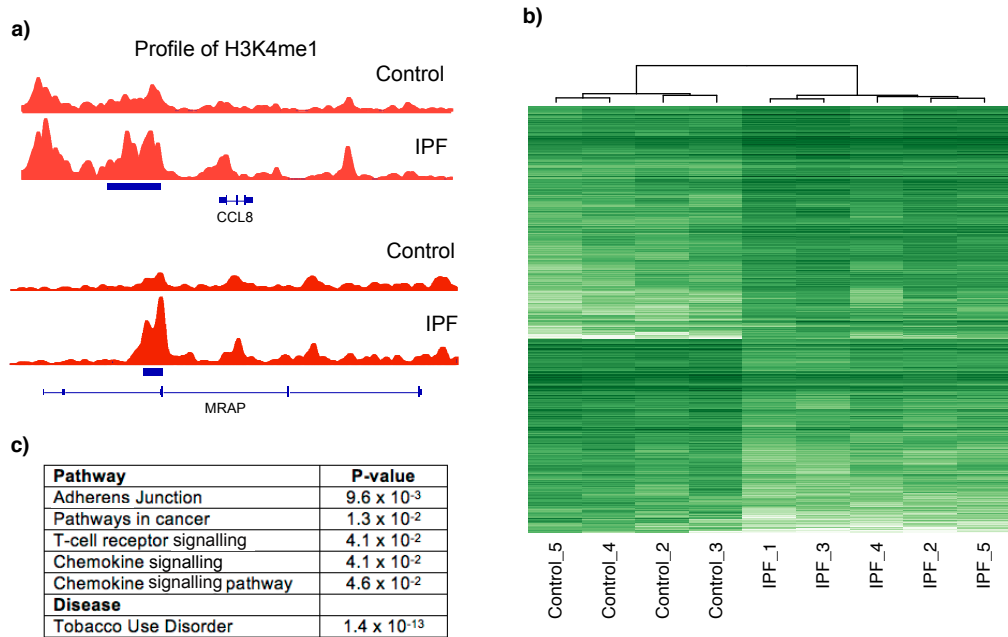 a)
Profile of H3K4me1
Control
IPF
CCL8
Control
IPF
MRAP
b)
Control_5
Control_4
Control_2
Control_3
IPF_1
IPF_3
IPF_4
IPF_2
IPF_5
c)
Pathway P-value
Adherens Junction 9.6 x 10⁻³
Pathways in cancer 1.3 x 10⁻²
T-cell receptor signalling 4.1 x 10⁻²
Chemokine signalling 4.1 x 10⁻²
Chemokine signalling pathway 4.6 x 10⁻²
Disease
Tobacco Use Disorder 1.4 x 10⁻¹³